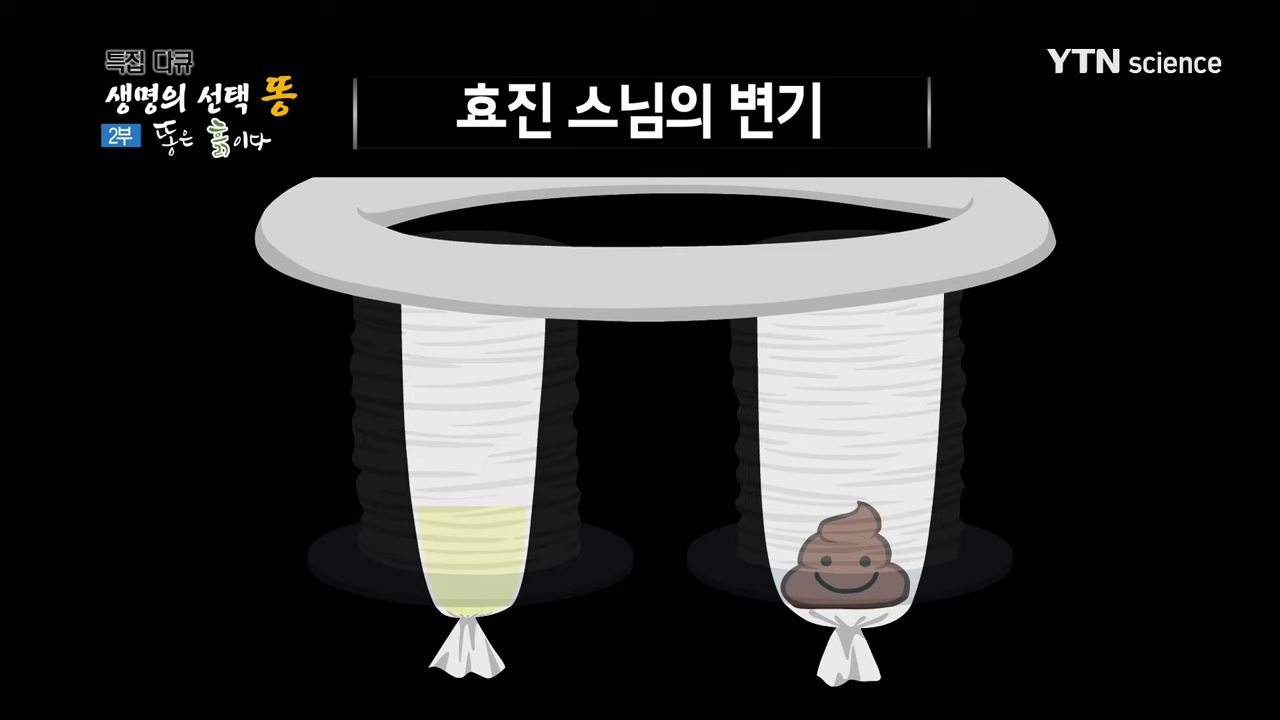 특집 다큐
생명의 선택 똥
2부 똥은 흙이다
효진 스님의 변기
YTN science